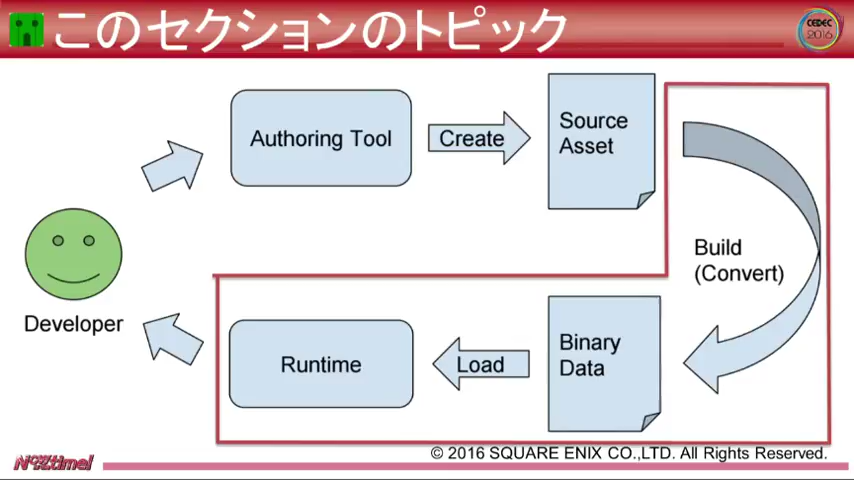 このセクションのトピック
CEDEC
2016
Authoring Tool
Create
Source
Asset
Build
(Convert)
Developer
Runtime
Load
Binary
Data
© 2016 SQUARE ENIX CO.,LTD. All Rights Reserved.